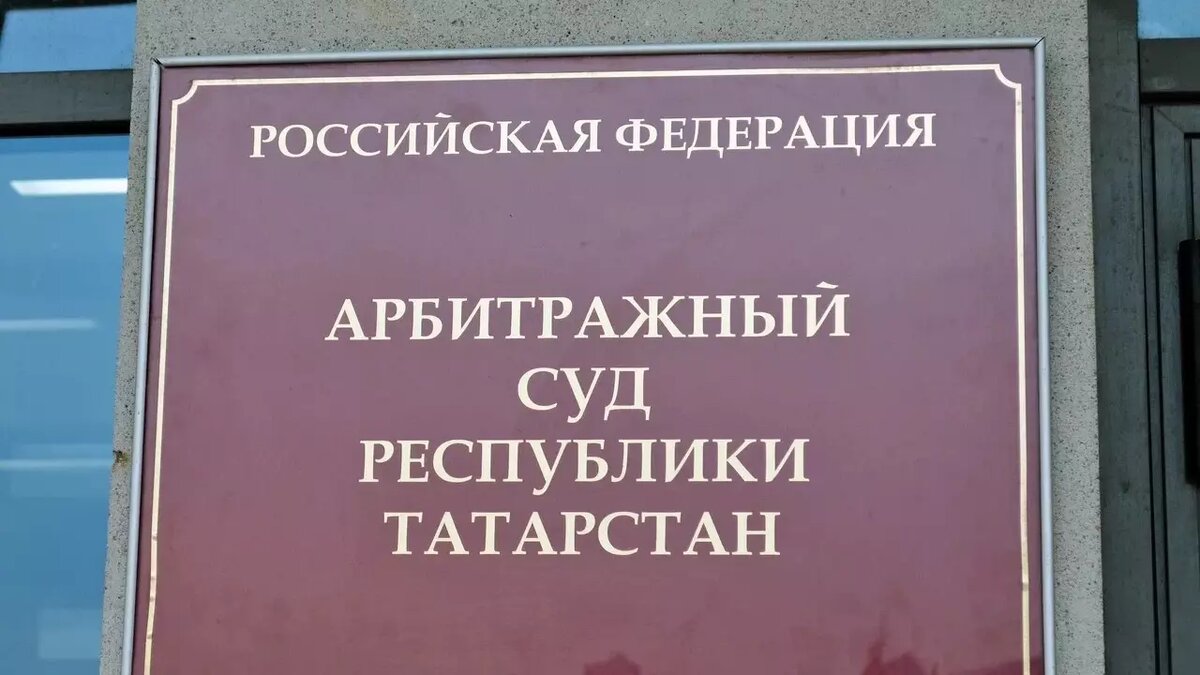 РОССИЙСКАЯ ФЕДЕРАЦИЯ
АРБИТРАЖНЫЙ
СУД
РЕСПУБЛИКИ
ТАТАРСТАН